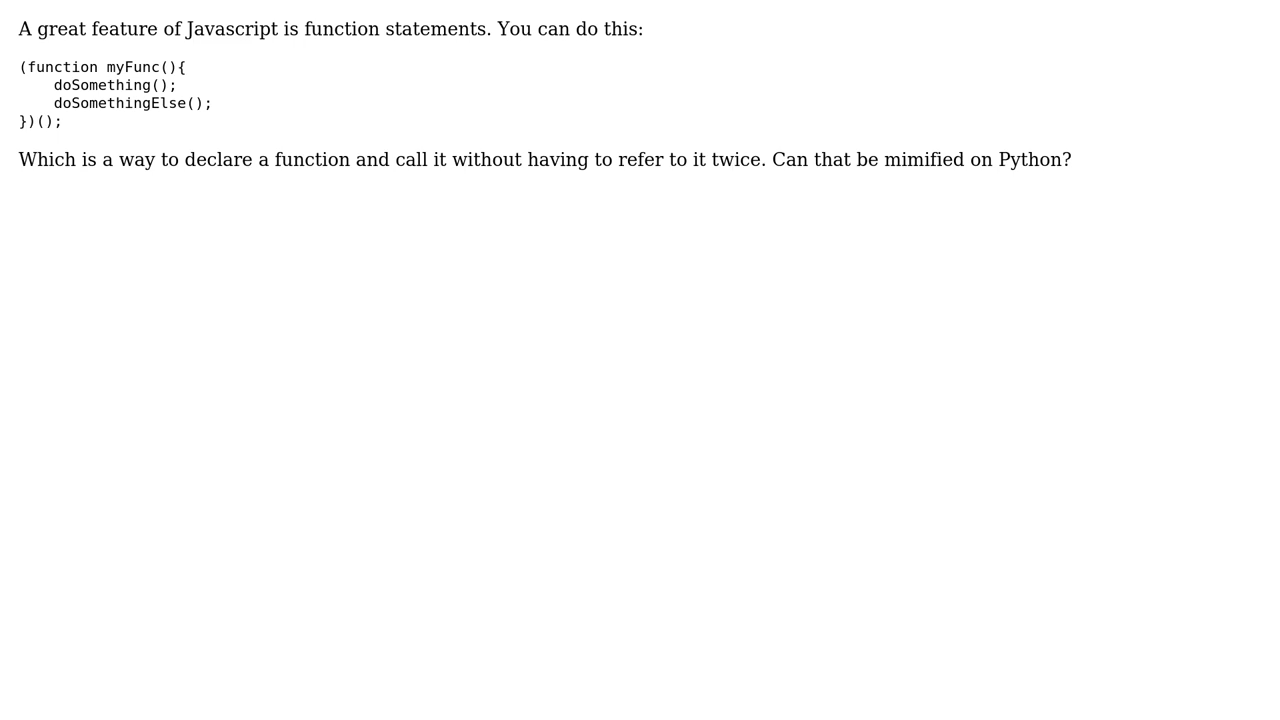 A great feature of Javascript is function statements. You can do this:
(function myFunc(){
    doSomething();
    doSomethingElse();
})();
Which is a way to declare a function and call it without having to refer to it twice. Can that be mimified on Python?